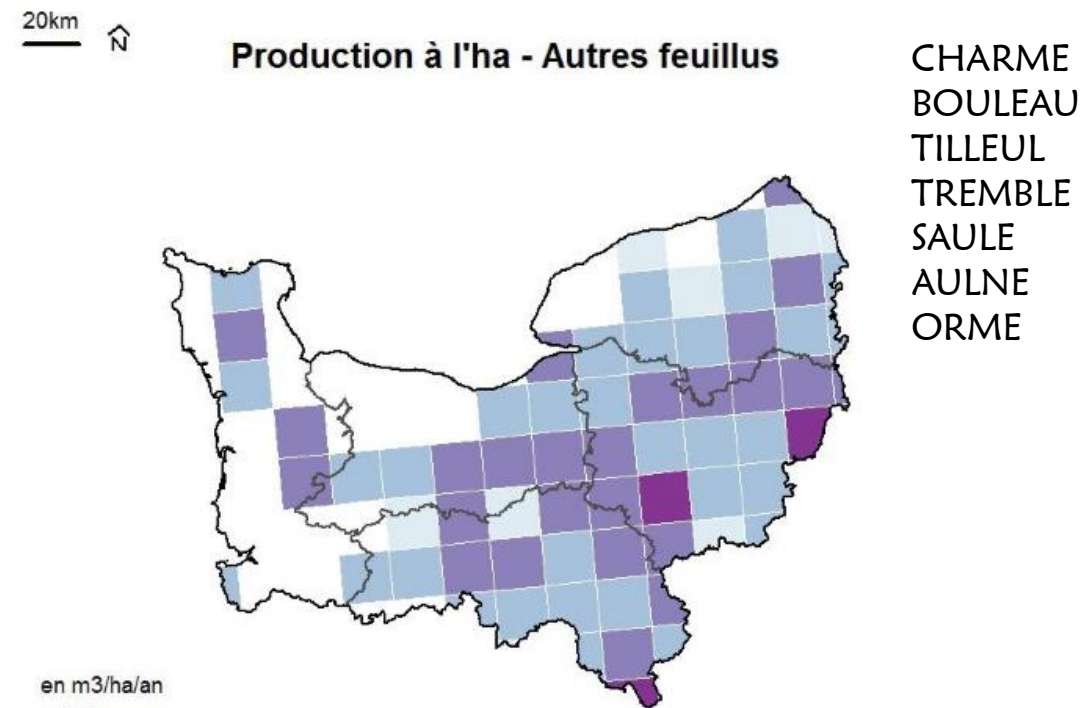 20km
N
Production à l'ha - Autres feuillus
CHARME
BOULEAU
TILLEUL
TREMBLE
SAULE
AULNE
ORME
en m3/ha/an